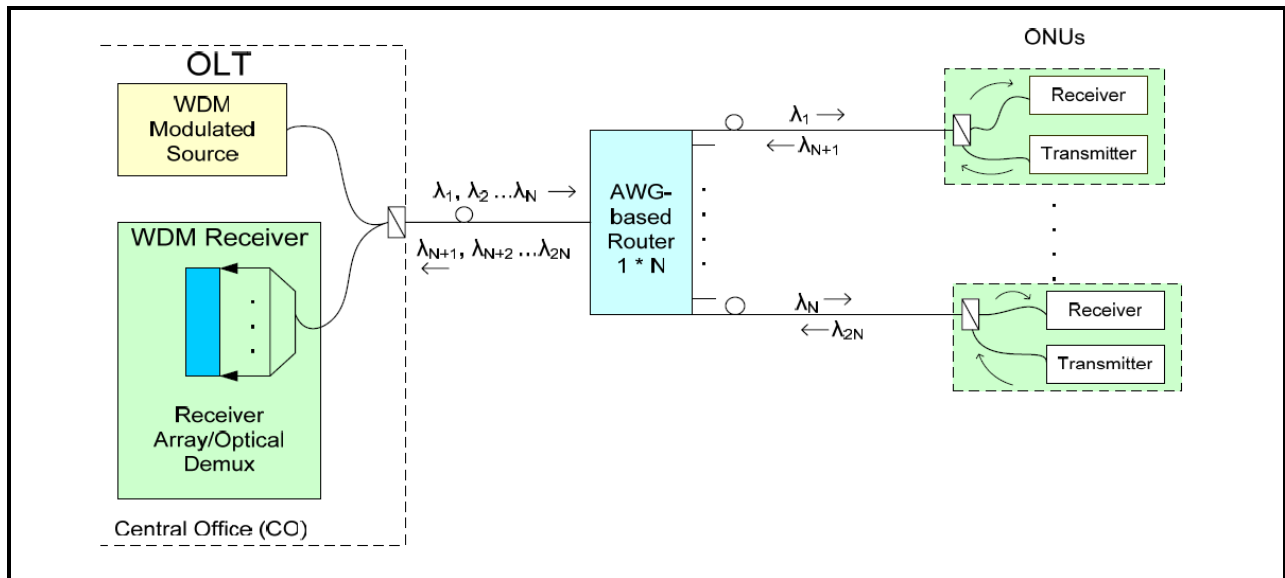 OLT
WDM
Modulated
Source
WDM Receiver
Receiver
Array/Optical
Demux
Central Office (CO)
λ1, λ2 ...λN →
λN+1, λN+2 ...λ2N
←
AWG-
based
Router
1 * N
λ1 →
←λN+1
λN →
←λ2N
ONUs
Receiver
Transmitter
Receiver
Transmitter